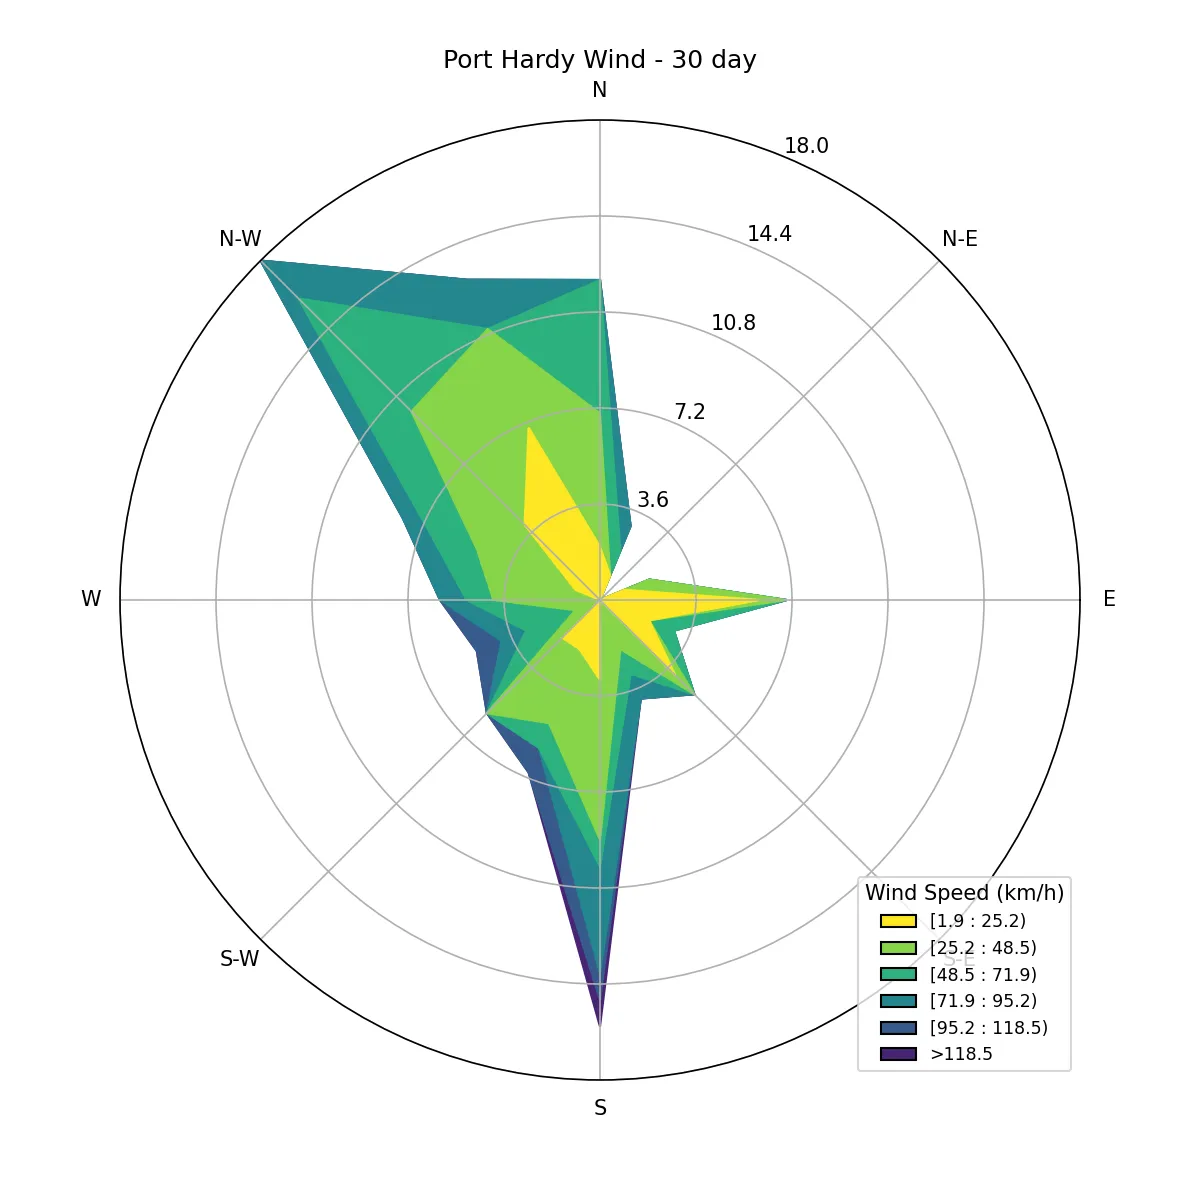 Port Hardy Wind - 30 day
N
18.0
14.4
N-W
N-E
10.8
7.2
3.6
W
E
S-W
S-E
Wind Speed (km/h)
[1.9 : 25.2)
[25.2 : 48.5)
[48.5 : 71.9)
[71.9 : 95.2)
[95.2 : 118.5)
>118.5
S